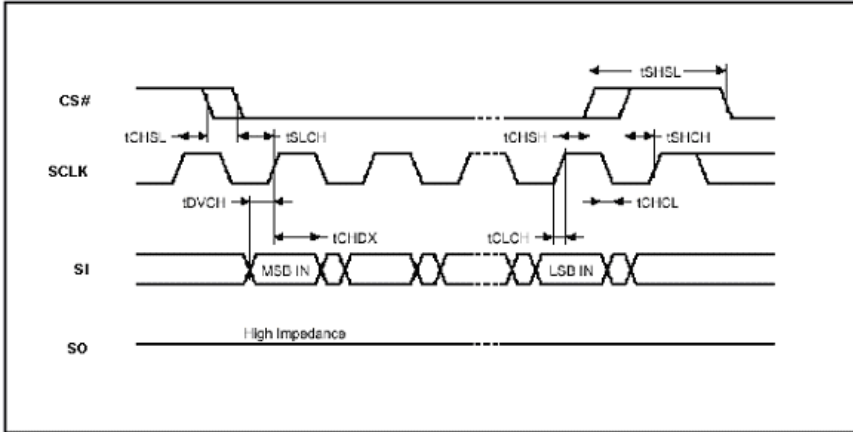 tSHSL
CS#
tCHSL
tSLCH
tCHSH
tSHCH
SCLK
tDVCH
tCHCL
tCHDX
tCLCH
SI
MSB IN
LSB IN
High Impedance
SO